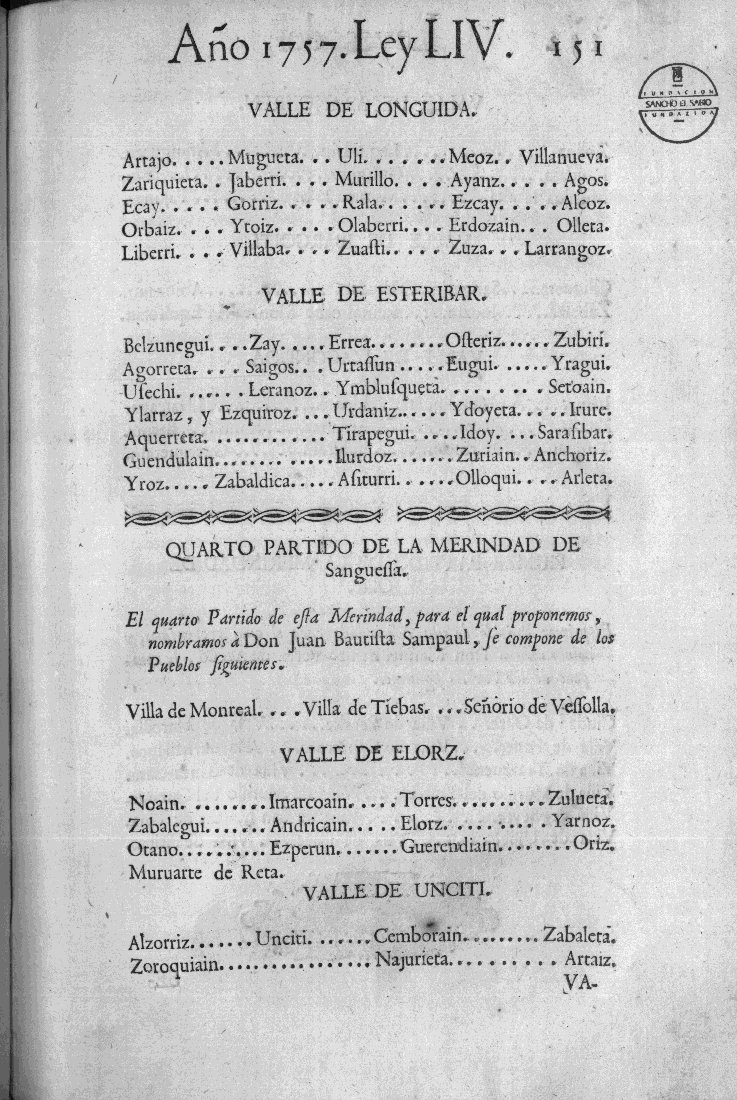 Año 1757. Ley LIV. 151
FUNDACION
SANCHO EL SABIO
FUNDAZIOA
VALLE DE LONGUIDA.
Artajo. . . . . Mugueta. . . Uli. . . . . . . . Meoz. . Villanueva.
Zariquieta. . Jaberri. . . . Murillo. . . . Ayanz. . . . . Agos.
Ecay. . . . . . Gorriz. . . . . Rala. . . . . . Ezcay. . . . . Alcoz.
Orbaiz. . . . Ytoiz. . . . . . Olaberri. . . . Erdozain. . . Olleta.
Liberri. . . . Villaba. . . . Zuaſti. . . . . Zuza. . . Larrangoz.
VALLE DE ESTERIBAR.
Belzunegui. . . . Zay. . . . . Errea. . . . . . . . Oſteriz. . . . . . Zubiri.
Agorreta. . . . Saigos. . . Urtaſſun . . . . . Eugui. . . . . . Yragui.
Uſechi. . . . . . . Leranoz. . Ymbluſqueta. . . . . . . . . Setoain.
Ylarraz, y Ezquiroz. . . . Urdaniz. . . . . . Ydoyeta. . . . . Irure.
Aquerreta. . . . . . . . . . . . Tirapegui. . . . . Idoy. . . . Saraſibar.
Guendulain. . . . . . . . . . . . . . Ilurdoz. . . . . . . Zuriain. . Anchoriz.
Yroz. . . . . Zabaldica. . . . . Aſiturri. . . . . . Olloqui. . . . Arleta.
QUARTO PARTIDO DE LA MERINDAD DE
Sangueſſa.
El quarto Partido de eſta Merindad, para el qual proponemos,
nombramos à Don Juan Bautiſta Sampaul, ſe compone de los
Pueblos ſiguientes.
Villa de Monreal. . . . Villa de Tiebas. . . . Señorio de Veſſolla.
VALLE DE ELORZ.
Noain. . . . . . . . . Imarcoain. . . . . Torres. . . . . . . . . . Zulueta.
Zabalegui. . . . . . . Andricain. . . . . Elorz. . . . . . . . . . Yarnoz.
Otano. . . . . . . . . . Ezperun. . . . . . . Guerendiain. . . . . . . . Oriz.
Muruarte de Reta.
VALLE DE UNCITI.
Alzorriz. . . . . . . Unciti. . . . . . . Cemborain. . . . . . . . . Zabaleta.
Zoroquiain. . . . . . . . . . . . . . . . . Najurieta. . . . . . . . . . Artaiz.
VA-